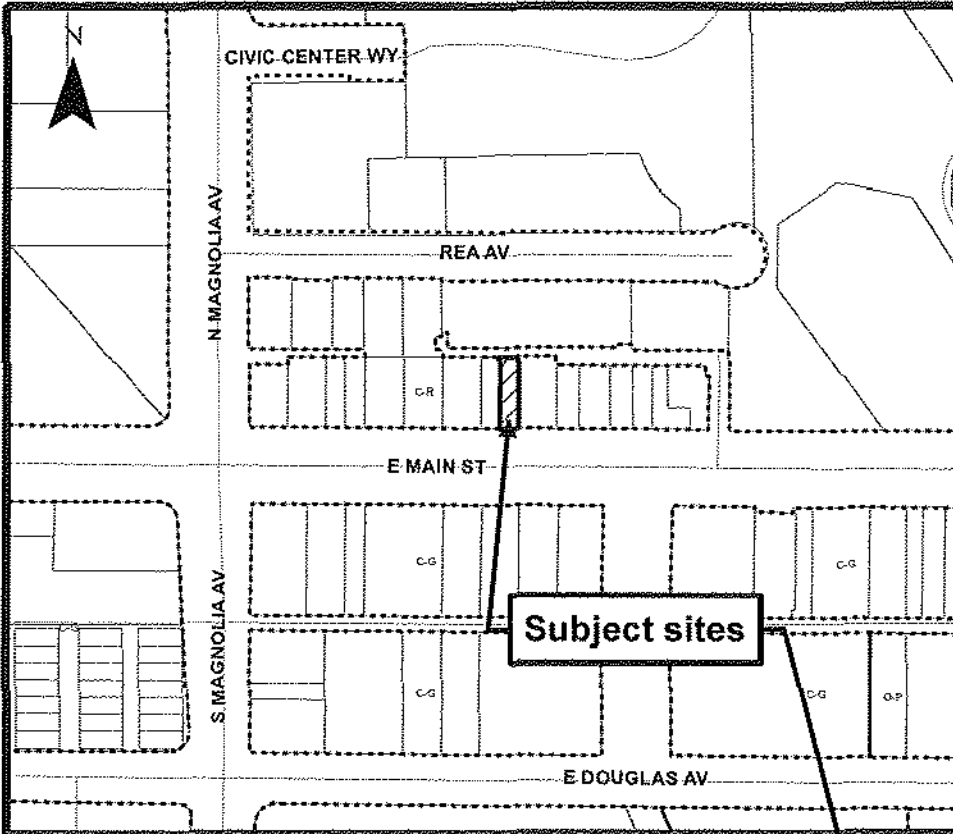 N
CIVIC CENTER WY
N MAGNOLIA AV
REA AV
C-R
E MAIN ST
C-G
C-G
Subject sites
S MAGNOLIA AV
C-G
C-G
O-P
E DOUGLAS AV